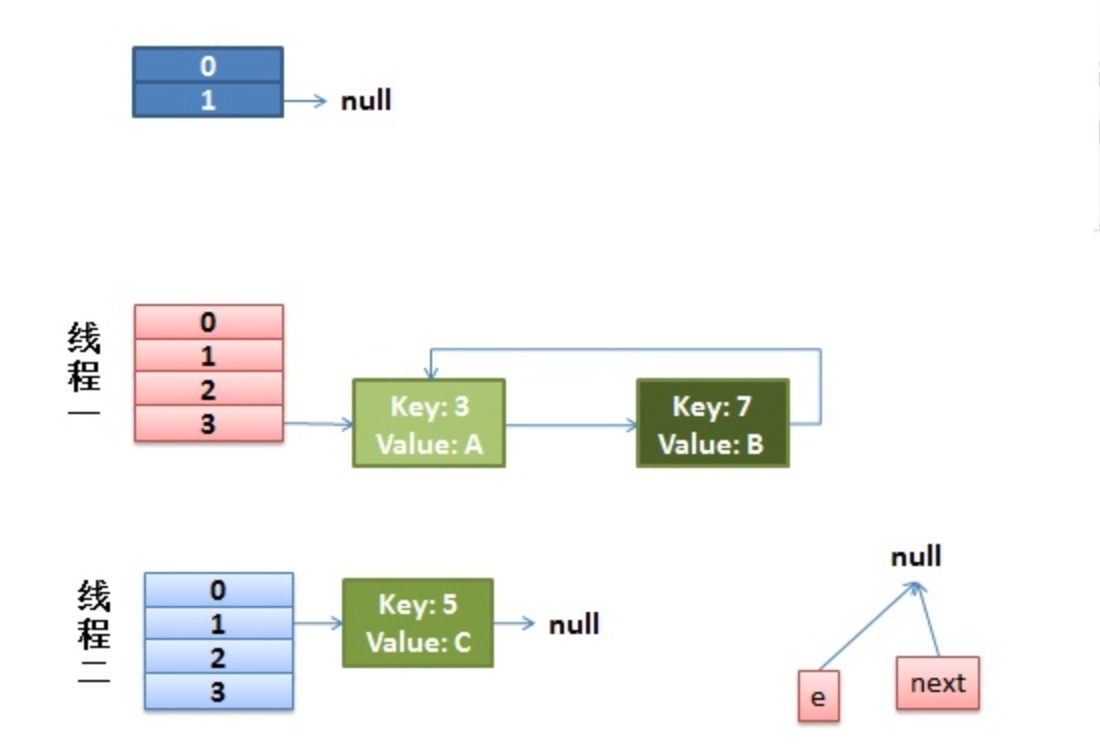 0
1
null
线程一
0
1
2
3
Key: 3
Value: A
Key: 7
Value: B
线程二
0
1
2
3
Key: 5
Value: C
null
null
e
next